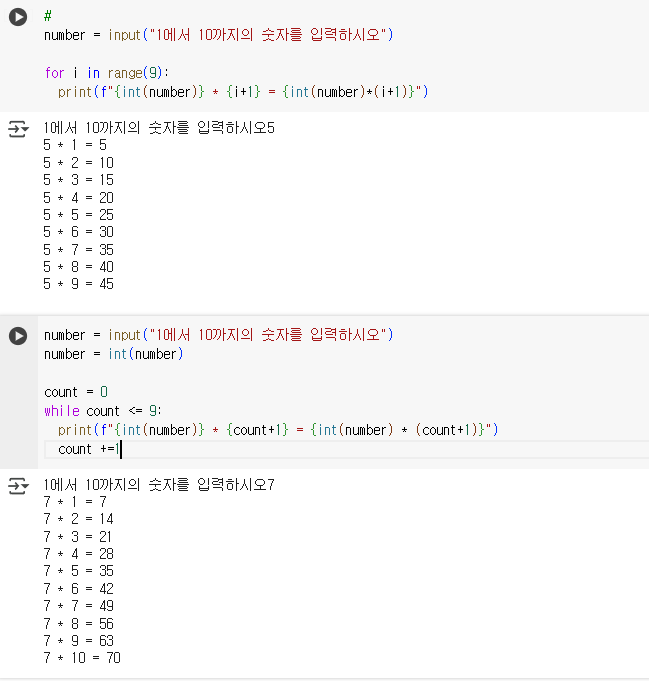 #
number = input("1에서 10까지의 숫자를 입력하시오")
for i in range(9):
  print(f"{int(number)} * {i+1} = {int(number)*(i+1)}")
1에서 10까지의 숫자를 입력하시오5
5 * 1 = 5
5 * 2 = 10
5 * 3 = 15
5 * 4 = 20
5 * 5 = 25
5 * 6 = 30
5 * 7 = 35
5 * 8 = 40
5 * 9 = 45
number = input("1에서 10까지의 숫자를 입력하시오")
number = int(number)
count = 0
while count <= 9:
  print(f"{int(number)} * {count+1} = {int(number) * (count+1)}")
  count +=1
1에서 10까지의 숫자를 입력하시오7
7 * 1 = 7
7 * 2 = 14
7 * 3 = 21
7 * 4 = 28
7 * 5 = 35
7 * 6 = 42
7 * 7 = 49
7 * 8 = 56
7 * 9 = 63
7 * 10 = 70